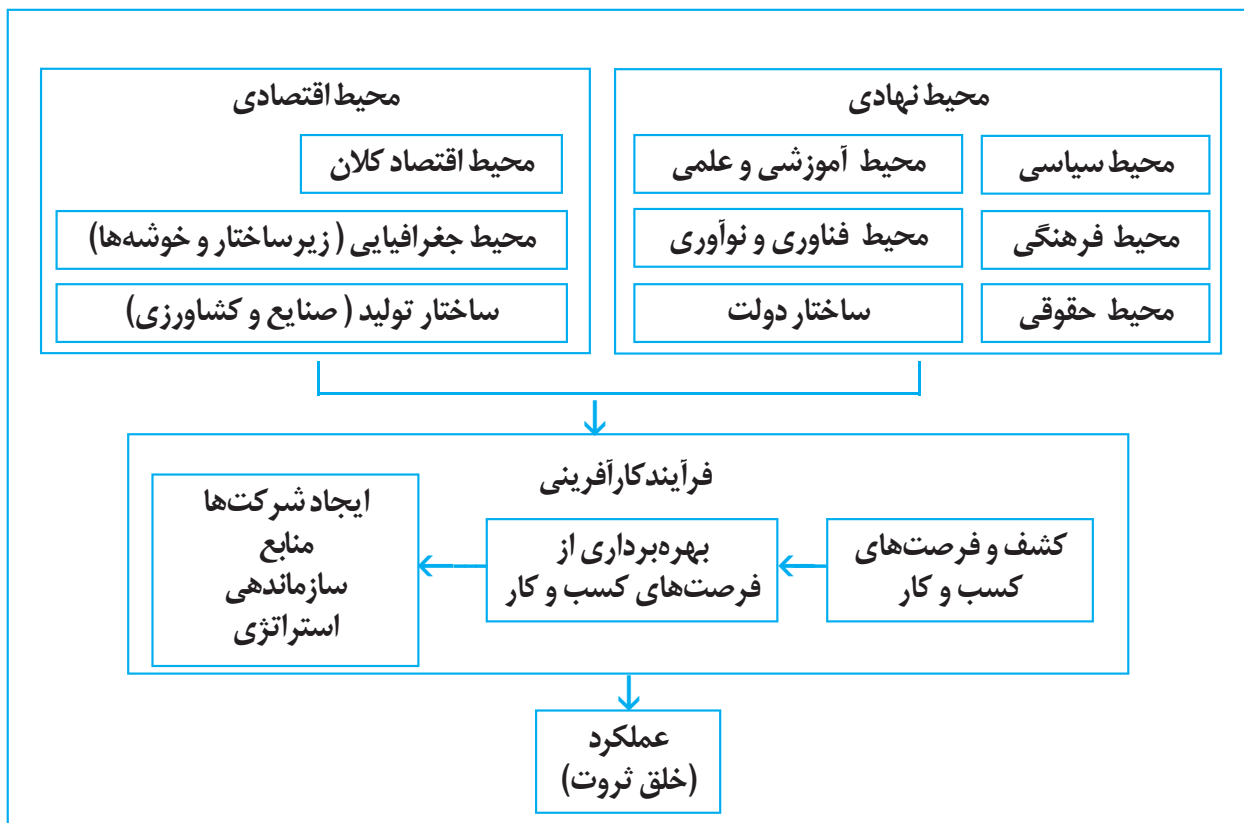 محیط نهادی
محیط سیاسی
محیط آموزشی و علمی
محیط فرهنگی
محیط فناوری و نوآوری
محیط حقوقی
ساختار دولت
محیط اقتصادی
محیط اقتصاد کلان
محیط جغرافیایی (زیرساختار و خوشه‌ها)
ساختار تولید (صنایع و کشاورزی)
فرآیند کارآفرینی
کشف و فرصت‌های
کسب و کار
بهره‌برداری از
فرصت‌های کسب و کار
ایجاد شرکت‌ها
منابع
سازماندهی
استراتژی
عملکرد
(خلق ثروت)